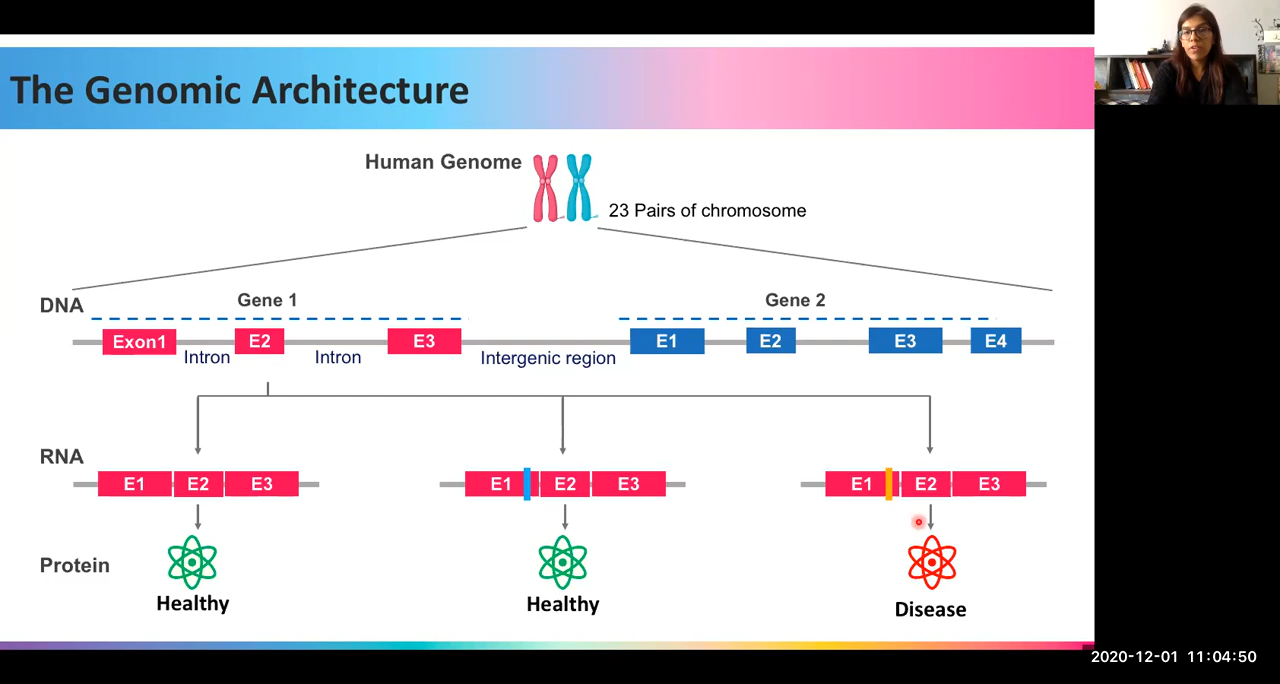 The Genomic Architecture
Human Genome
23 Pairs of chromosome
DNA
Gene 1
Gene 2
Exon1
E2
E3
E1
E2
E3
E4
Intron
Intron
Intergenic region
RNA
E1
E2
E3
E1
E2
E3
E1
E2
E3
Protein
Healthy
Healthy
Disease
2020-12-01 11:04:50